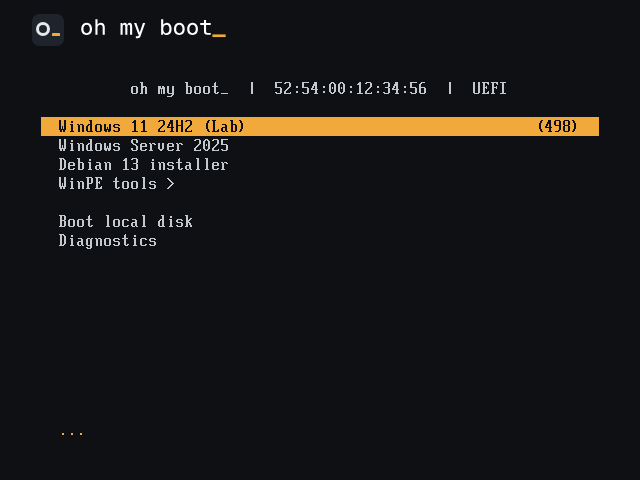 oh my boot_
oh my boot_ | 52:54:00:12:34:56 | UEFI
Windows 11 24H2 (Lab) (498)
Windows Server 2025
Debian 13 installer
WinPE tools >
Boot local disk
Diagnostics
...